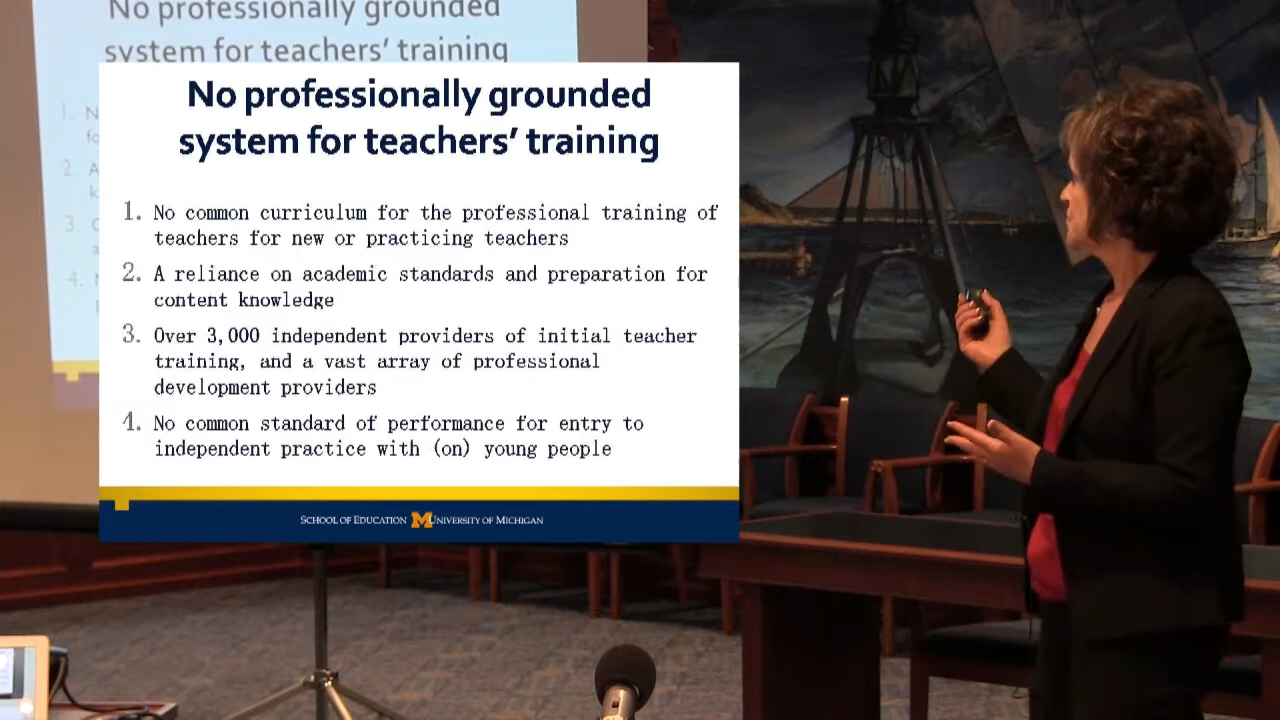 No professionally grounded
system for teachers' training
No professionally grounded
system for teachers' training
1. No common curriculum for the professional training of
teachers for new or practicing teachers
2. A reliance on academic standards and preparation for
content knowledge
3. Over 3,000 independent providers of initial teacher
training, and a vast array of professional
development providers
4. No common standard of performance for entry to
independent practice with (on) young people
SCHOOL OF EDUCATION M UNIVERSITY OF MICHIGAN